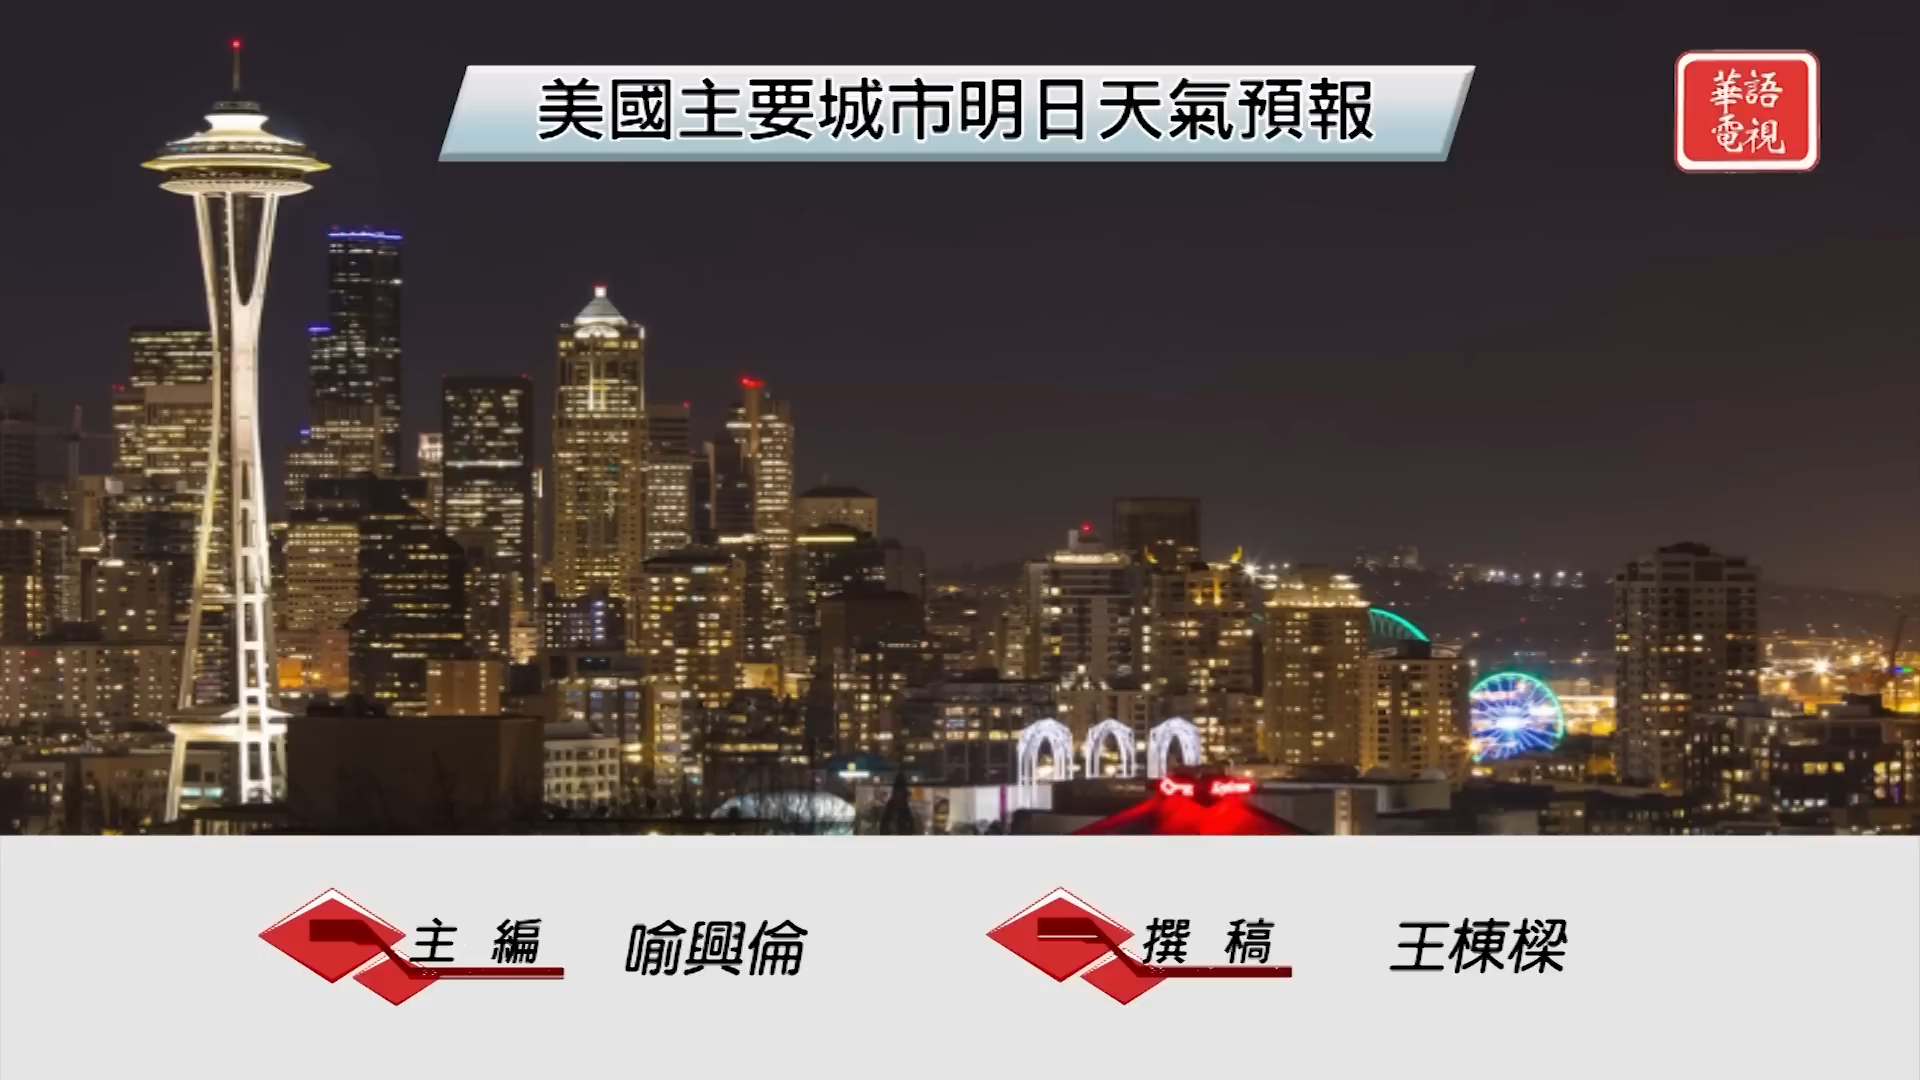 美國主要城市明日天氣預報
華語
電視
主編 喻興倫
撰稿 王棟樑